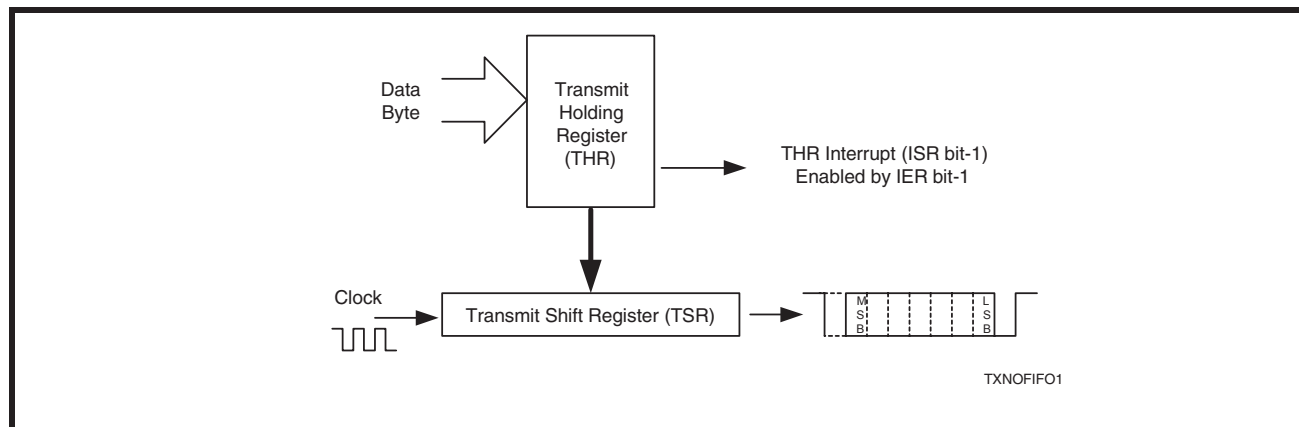 Data
Byte
Transmit
Holding
Register
(THR)
THR Interrupt (ISR bit-1)
Enabled by IER bit-1
Clock
Transmit Shift Register (TSR)
M
S
B
L
S
B
TXNOFIFO1